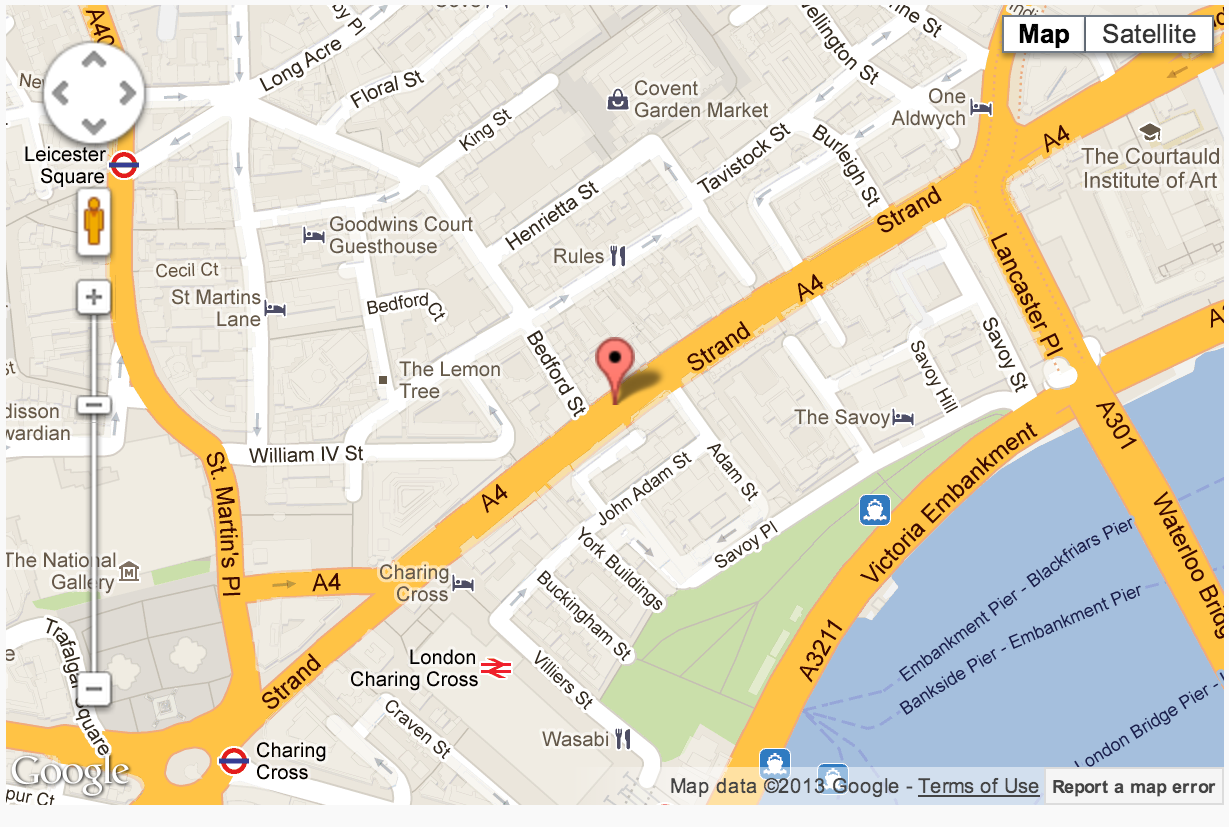 A40
Long Acre
Floral St
King St
Covent
Garden Market
Wellington St
Map
Satellite
One
Aldwych
A4
The Courtauld
Institute of Art
Leicester
Square
Tavistock St
Burleigh St
Henrietta St
Strand
Goodwins Court
Guesthouse
Rules
Lancaster Pl
Cecil Ct
St Martins
Lane
Bedford Ct
A4
Strand
Bedford St
Savoy St
Savoy Hill
The Lemon
Tree
The Savoy
A301
William IV St
Adam St
John Adam St
St. Martin's Pl
A4
Victoria Embankment
Waterloo Bridg
Savoy Pl
York Buildings
The National
Gallery
A4
Charing
Cross
Buckingham St
Embankment Pier - Blackfriars Pier
Bankside Pier - Embankment Pier
A3211
Trafalgar Square
Strand
London
Charing Cross
Villiers St
London Bridge Pier -
Craven St
Wasabi
Charing
Cross
Google
pur Ct
Map data ©2013 Google - Terms of Use
Report a map error